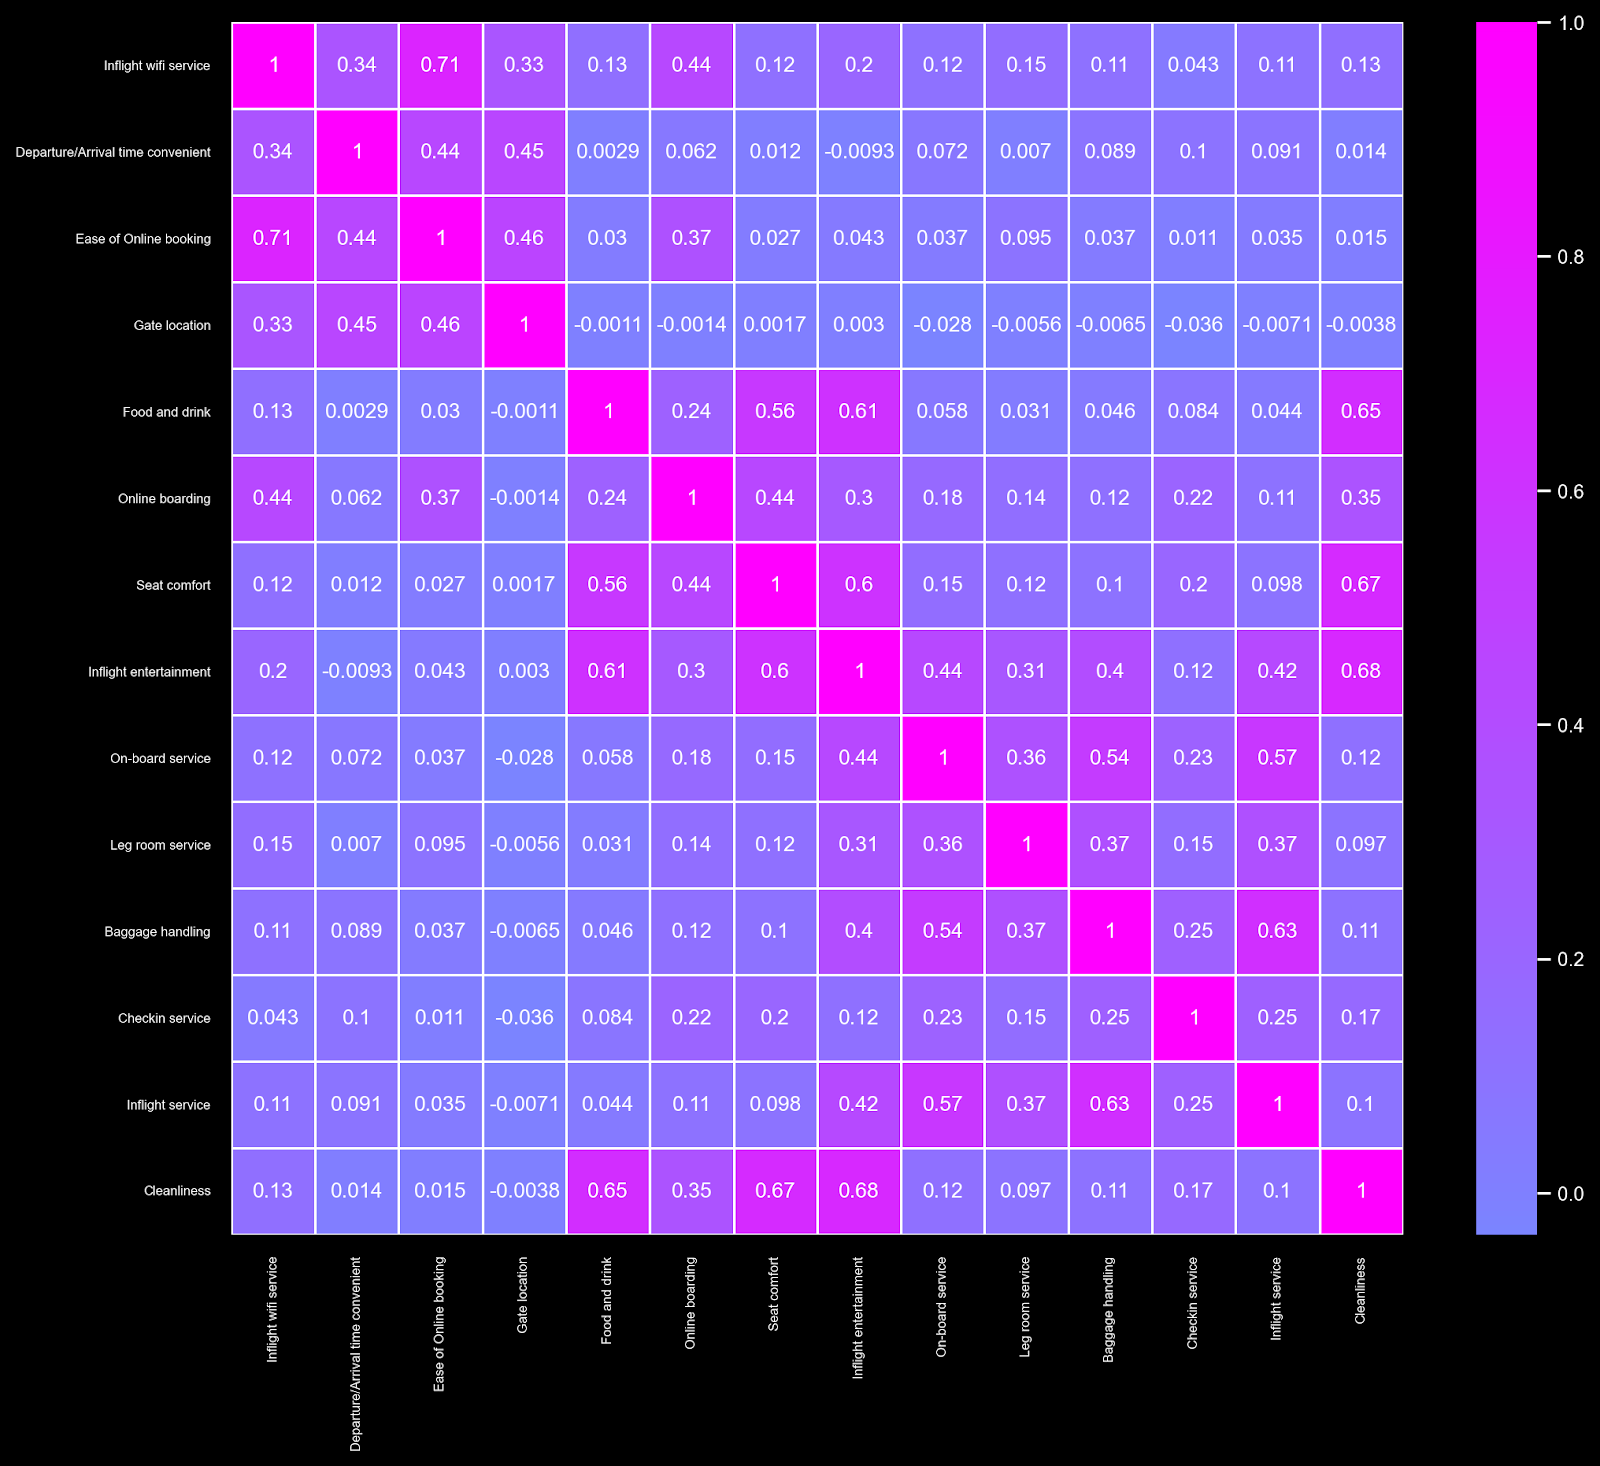 Inflight wifi service 1 0.34 0.71 0.33 0.13 0.44 0.12 0.2 0.12 0.15 0.11 0.043 0.11 0.13
Departure/Arrival time convenient 0.34 1 0.44 0.45 0.0029 0.062 0.012 -0.0093 0.072 0.007 0.089 0.1 0.091 0.014
Ease of Online booking 0.71 0.44 1 0.46 0.03 0.37 0.027 0.043 0.037 0.095 0.037 0.011 0.035 0.015
Gate location 0.33 0.45 0.46 1 -0.0011 -0.0014 0.0017 0.003 -0.028 -0.0056 -0.0065 -0.036 -0.0071 -0.0038
Food and drink 0.13 0.0029 0.03 -0.0011 1 0.24 0.56 0.61 0.058 0.031 0.046 0.084 0.044 0.65
Online boarding 0.44 0.062 0.37 -0.0014 0.24 1 0.44 0.3 0.18 0.14 0.12 0.22 0.11 0.35
Seat comfort 0.12 0.012 0.027 0.0017 0.56 0.44 1 0.6 0.15 0.12 0.1 0.2 0.098 0.67
Inflight entertainment 0.2 -0.0093 0.043 0.003 0.61 0.3 0.6 1 0.44 0.31 0.4 0.12 0.42 0.68
On-board service 0.12 0.072 0.037 -0.028 0.058 0.18 0.15 0.44 1 0.36 0.54 0.23 0.57 0.12
Leg room service 0.15 0.007 0.095 -0.0056 0.031 0.14 0.12 0.31 0.36 1 0.37 0.15 0.37 0.097
Baggage handling 0.11 0.089 0.037 -0.0065 0.046 0.12 0.1 0.4 0.54 0.37 1 0.25 0.63 0.11
Checkin service 0.043 0.1 0.011 -0.036 0.084 0.22 0.2 0.12 0.23 0.15 0.25 1 0.25 0.17
Inflight service 0.11 0.091 0.035 -0.0071 0.044 0.11 0.098 0.42 0.57 0.37 0.63 0.25 1 0.1
Cleanliness 0.13 0.014 0.015 -0.0038 0.65 0.35 0.67 0.68 0.12 0.097 0.11 0.17 0.1 1
Inflight wifi service
Departure/Arrival time convenient
Ease of Online booking
Gate location
Food and drink
Online boarding
Seat comfort
Inflight entertainment
On-board service
Leg room service
Baggage handling
Checkin service
Inflight service
Cleanliness
1.0
0.8
0.6
0.4
0.2
0.0